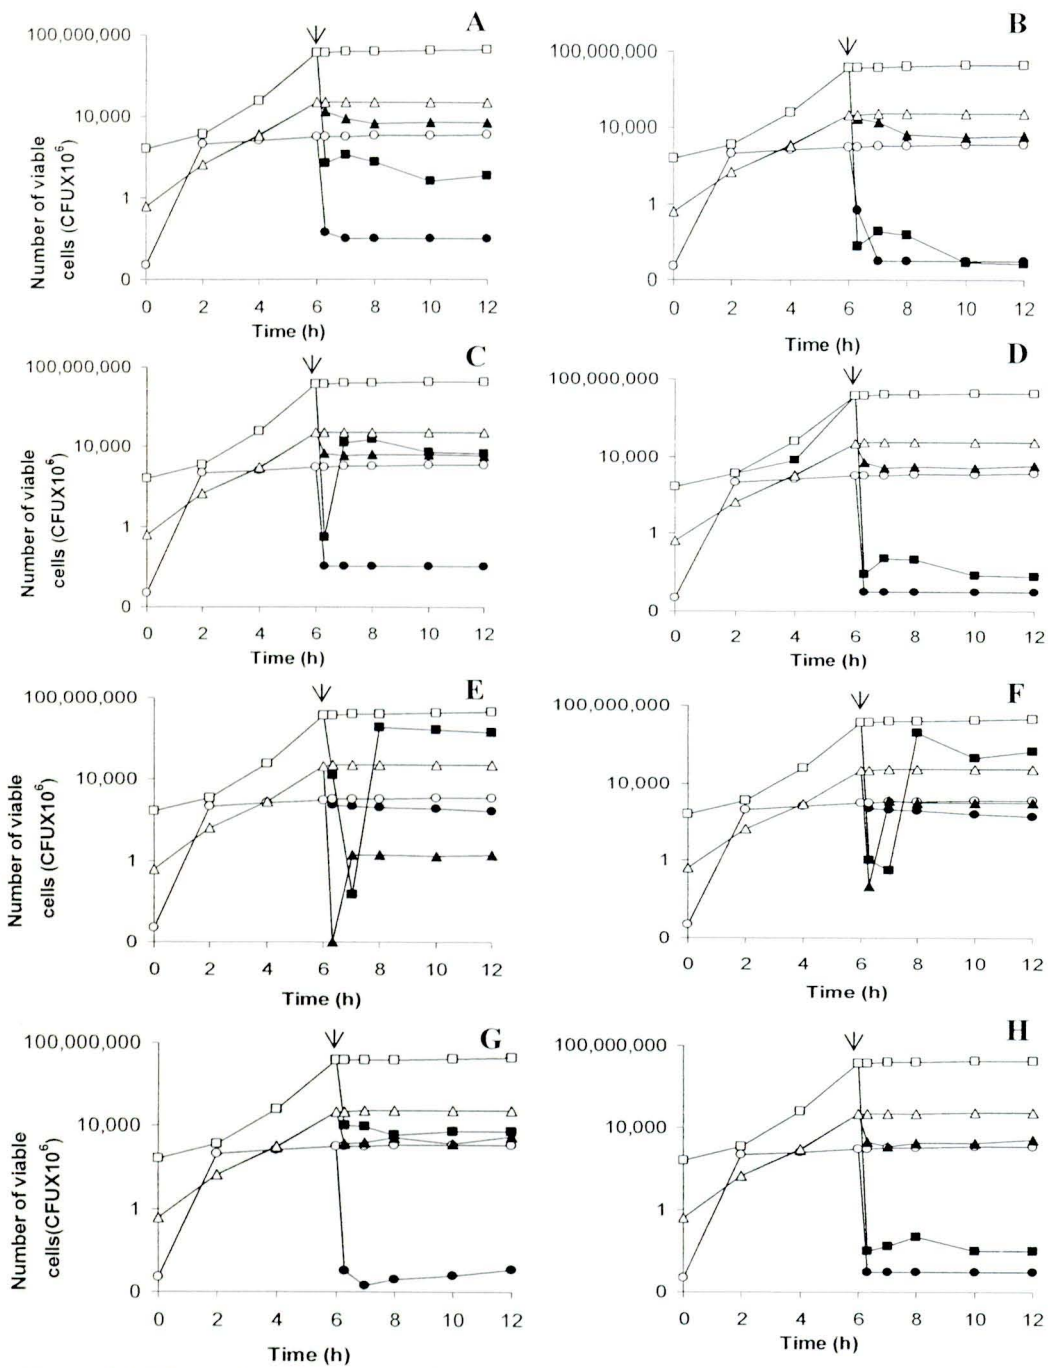 A
100,000,000
10,000
1
0
Number of viable
cells (CFUX10⁶)
0 2 4 6 8 10 12
Time (h)
B
100,000,000
10,000
1
0
0 2 4 6 8 10 12
Time (h)
C
100,000,000
10,000
1
0
Number of viable
cells (CFUX10⁶)
0 2 4 6 8 10 12
Time (h)
D
100,000,000
10,000
1
0
0 2 4 6 8 10 12
Time (h)
E
100,000,000
10,000
1
0
Number of viable
cells (CFUX10⁶)
0 2 4 6 8 10 12
Time (h)
F
100,000,000
10,000
1
0
0 2 4 6 8 10 12
Time (h)
G
100,000,000
10,000
1
0
Number of viable
cells(CFUX10⁶)
0 2 4 6 8 10 12
Time (h)
H
100,000,000
10,000
1
0
0 2 4 6 8 10 12
Time (h)